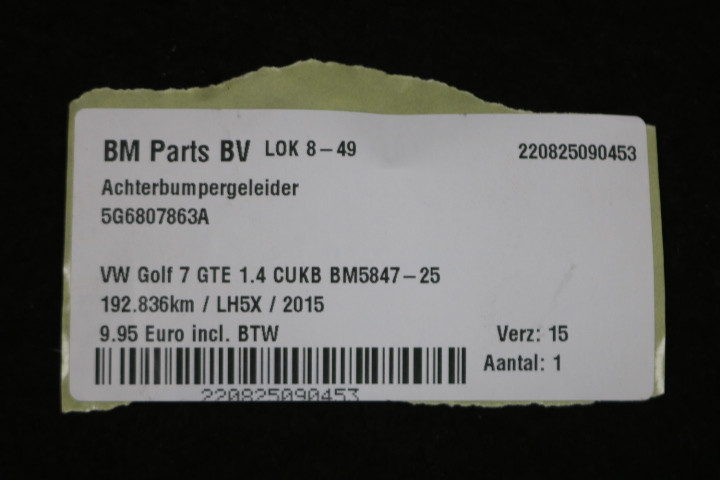 BM Parts BV LOK 8-49 220825090453
Achterbumpergeleider
5G6807863A
VW Golf 7 GTE 1.4 CUKB BM5847-25
192.836km / LH5X / 2015
9.95 Euro incl. BTW Verz: 15
Aantal: 1
220825090453